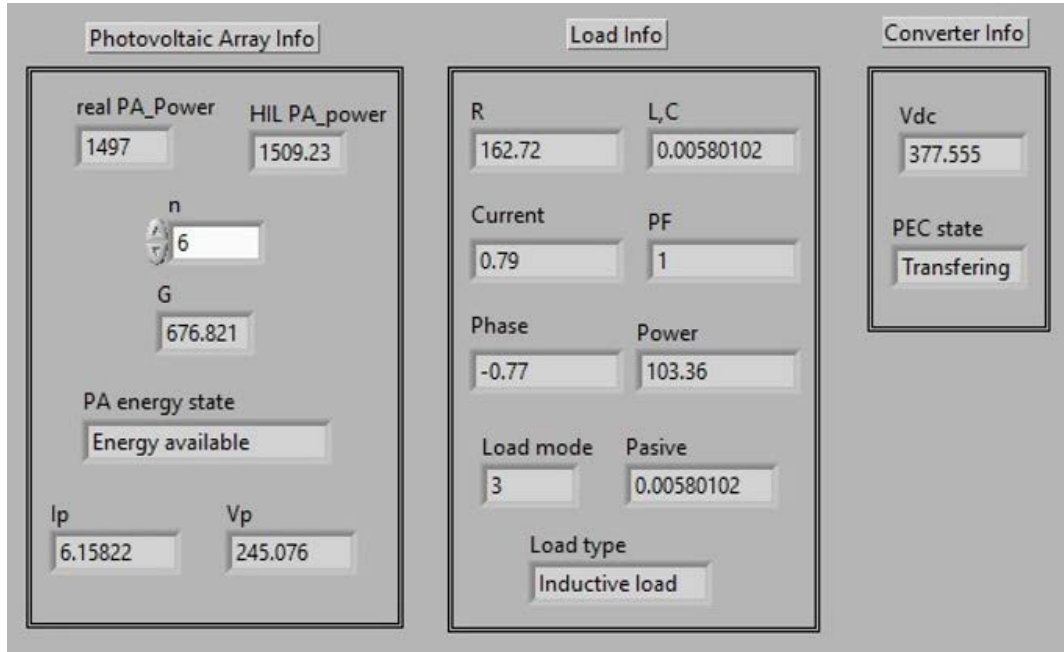 Photovoltaic Array Info
real PA_Power
HIL PA_power
1497
1509.23
n
6
G
676.821
PA energy state
Energy available
Ip
Vp
6.15822
245.076
Load Info
R
L,C
162.72
0.00580102
Current
PF
0.79
1
Phase
Power
-0.77
103.36
Load mode
Pasive
3
0.00580102
Load type
Inductive load
Converter Info
Vdc
377.555
PEC state
Transfering